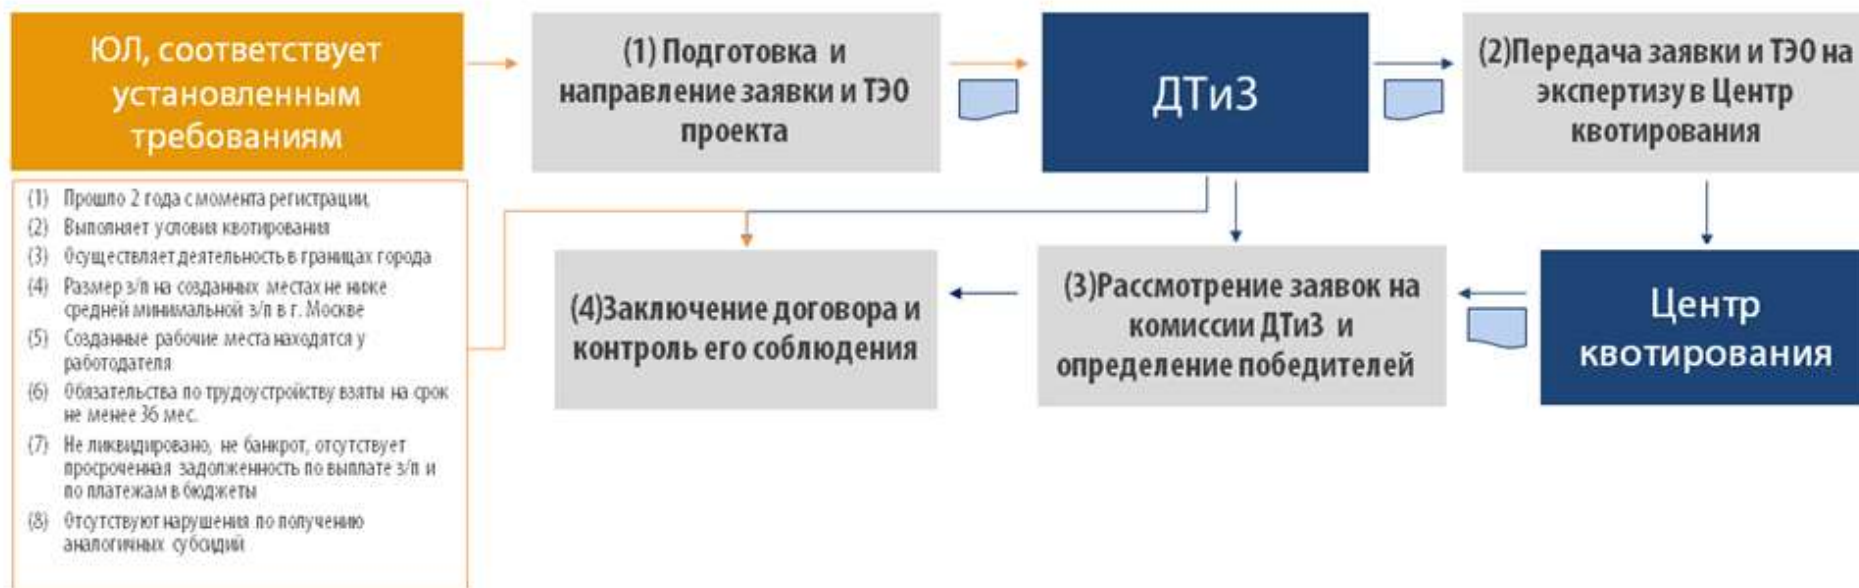 ЮЛ, соответствует
установленным
требованиям
(1) Подготовка и
направление заявки и ТЭО
проекта
ДТиЗ
(2)Передача заявки и ТЭО на
экспертизу в Центр
квотирования
(1) Прошло 2 года с момента регистрации,
(2) Выполняет условия квотирования
(3) Осуществляет деятельность в границах города
(4) Размер з/п на созданных местах не ниже
средней минимальной з/п в г. Москве
(5) Созданные рабочие места находятся у
работодателя
(6) Обязательства по трудоустройству взяты на срок
не менее 36 мес.
(7) Не ликвидировано, не банкрот, отсутствует
просроченная задолженность по выплате з/п и
по платежам в бюджеты
(8) Отсутствуют нарушения по получению
аналогичных субсидий
(4)Заключение договора и
контроль его соблюдения
(3)Рассмотрение заявок на
комиссии ДТиЗ и
определение победителей
Центр
квотирования